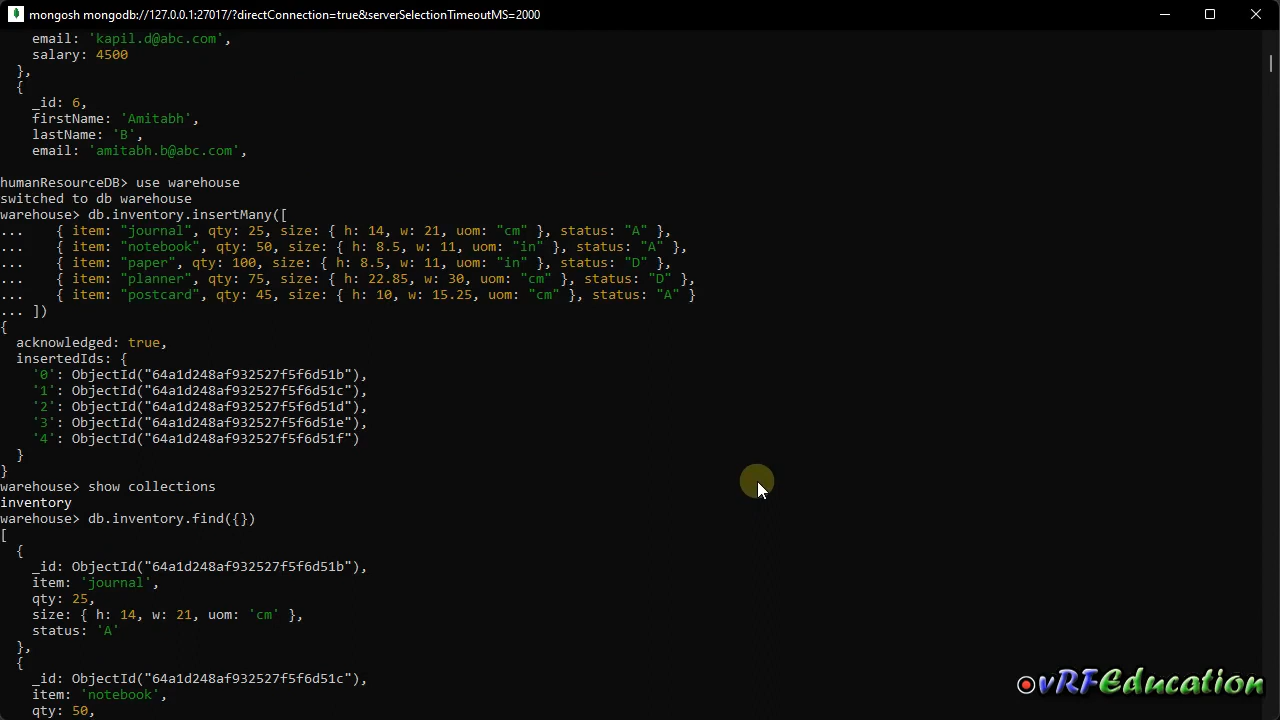 mongosh mongodb://127.0.0.1:27017/?directConnection=true&serverSelectionTimeoutMS=2000
    email: 'kapil.d@abc.com',
    salary: 4500
  },
  {
    _id: 6,
    firstName: 'Amitabh',
    lastName: 'B',
    email: 'amitabh.b@abc.com',
humanResourceDB> use warehouse
switched to db warehouse
warehouse> db.inventory.insertMany([
...    { item: "journal", qty: 25, size: { h: 14, w: 21, uom: "cm" }, status: "A" },
...    { item: "notebook", qty: 50, size: { h: 8.5, w: 11, uom: "in" }, status: "A" },
...    { item: "paper", qty: 100, size: { h: 8.5, w: 11, uom: "in" }, status: "D" },
...    { item: "planner", qty: 75, size: { h: 22.85, w: 30, uom: "cm" }, status: "D" },
...    { item: "postcard", qty: 45, size: { h: 10, w: 15.25, uom: "cm" }, status: "A" }
... ])
{
  acknowledged: true,
  insertedIds: {
    '0': ObjectId("64a1d248af932527f5f6d51b"),
    '1': ObjectId("64a1d248af932527f5f6d51c"),
    '2': ObjectId("64a1d248af932527f5f6d51d"),
    '3': ObjectId("64a1d248af932527f5f6d51e"),
    '4': ObjectId("64a1d248af932527f5f6d51f")
  }
}
warehouse> show collections
inventory
warehouse> db.inventory.find({})
[
  {
    _id: ObjectId("64a1d248af932527f5f6d51b"),
    item: 'journal',
    qty: 25,
    size: { h: 14, w: 21, uom: 'cm' },
    status: 'A'
  },
  {
    _id: ObjectId("64a1d248af932527f5f6d51c"),
    item: 'notebook',
    qty: 50,
vRFEducation